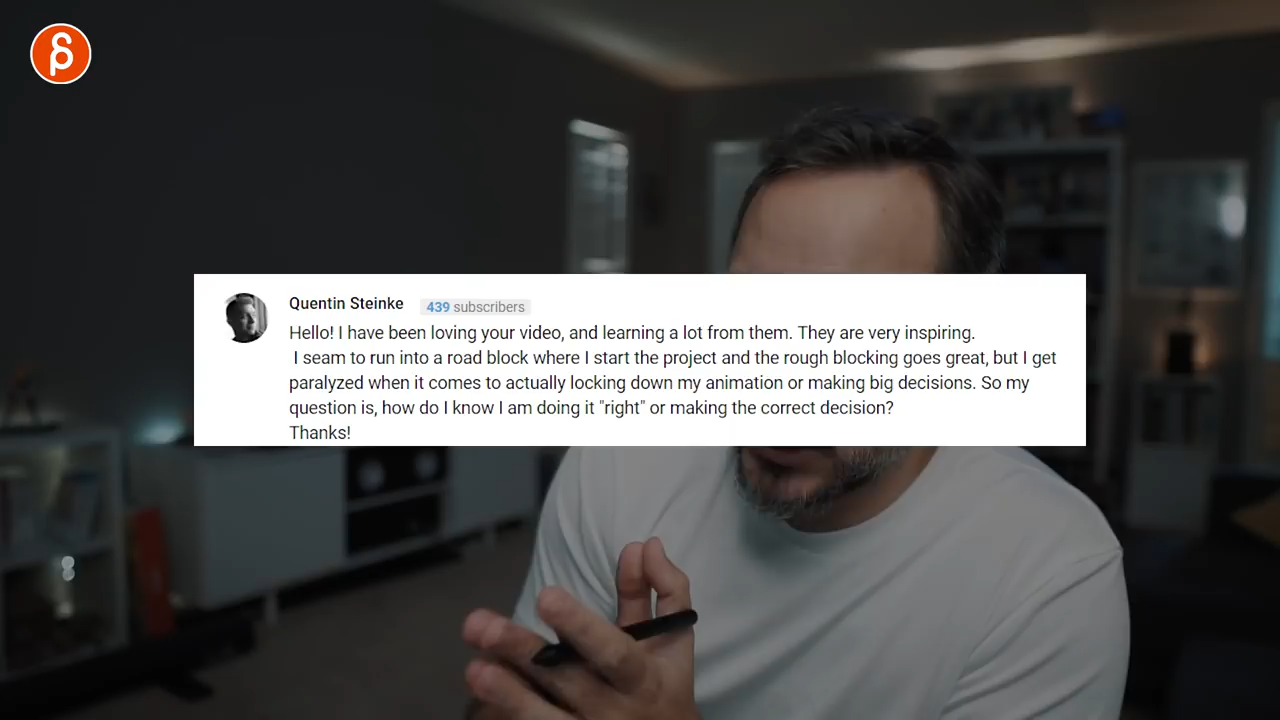 Quentin Steinke 439 subscribers
Hello! I have been loving your video, and learning a lot from them. They are very inspiring.
I seam to run into a road block where I start the project and the rough blocking goes great, but I get
paralyzed when it comes to actually locking down my animation or making big decisions. So my
question is, how do I know I am doing it "right" or making the correct decision?
Thanks!